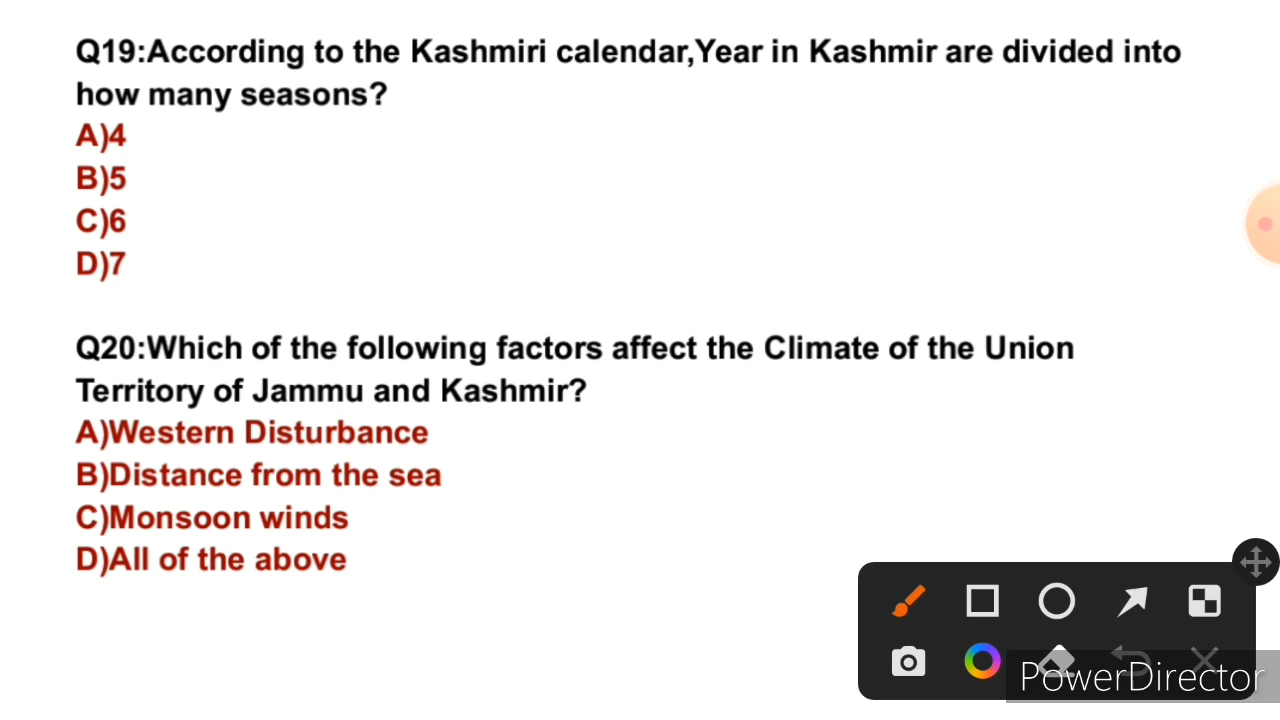 Q19:According to the Kashmiri calendar,Year in Kashmir are divided into
how many seasons?
A)4
B)5
C)6
D)7
Q20:Which of the following factors affect the Climate of the Union
Territory of Jammu and Kashmir?
A)Western Disturbance
B)Distance from the sea
C)Monsoon winds
D)All of the above
PowerDirector